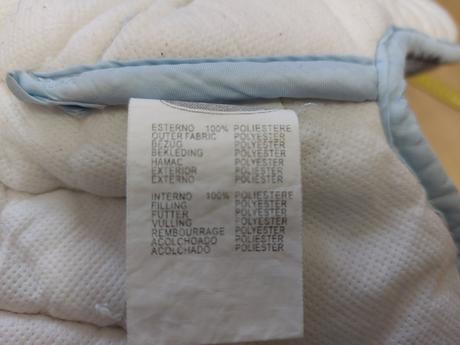 ESTERNO 100% POLIESTERE
OUTER FABRIC POLYESTER
BEZUG POLYESTER
BEKLEDING POLYESTER
HAMAC POLYESTER
EXTERIOR POLIESTER
EXTERNO POLIESTER
INTERNO 100% POLIESTERE
FILLING POLYESTER
FUTTER POLYESTER
VULLING POLYESTER
REMBOURRAGE POLYESTER
ACOLCHOADO POLIESTER
ACOLCHADO POLIESTER